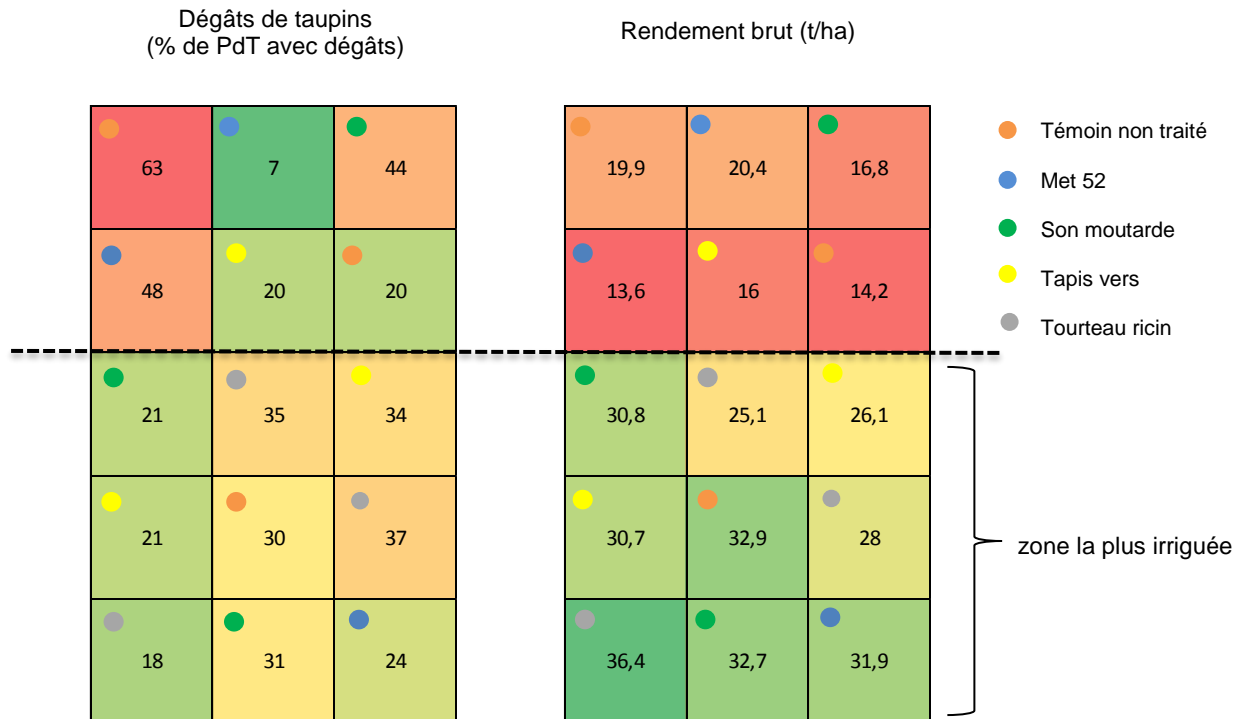 Dégâts de taupins
(% de PdT avec dégâts)
Rendement brut (t/ha)
63 7 44
19,9 20,4 16,8
48 20 20
13,6 16 14,2
21 35 34
30,8 25,1 26,1
21 30 37
30,7 32,9 28
18 31 24
36,4 32,7 31,9
Témoin non traité
Met 52
Son moutarde
Tapis vers
Tourteau ricin
zone la plus irriguée